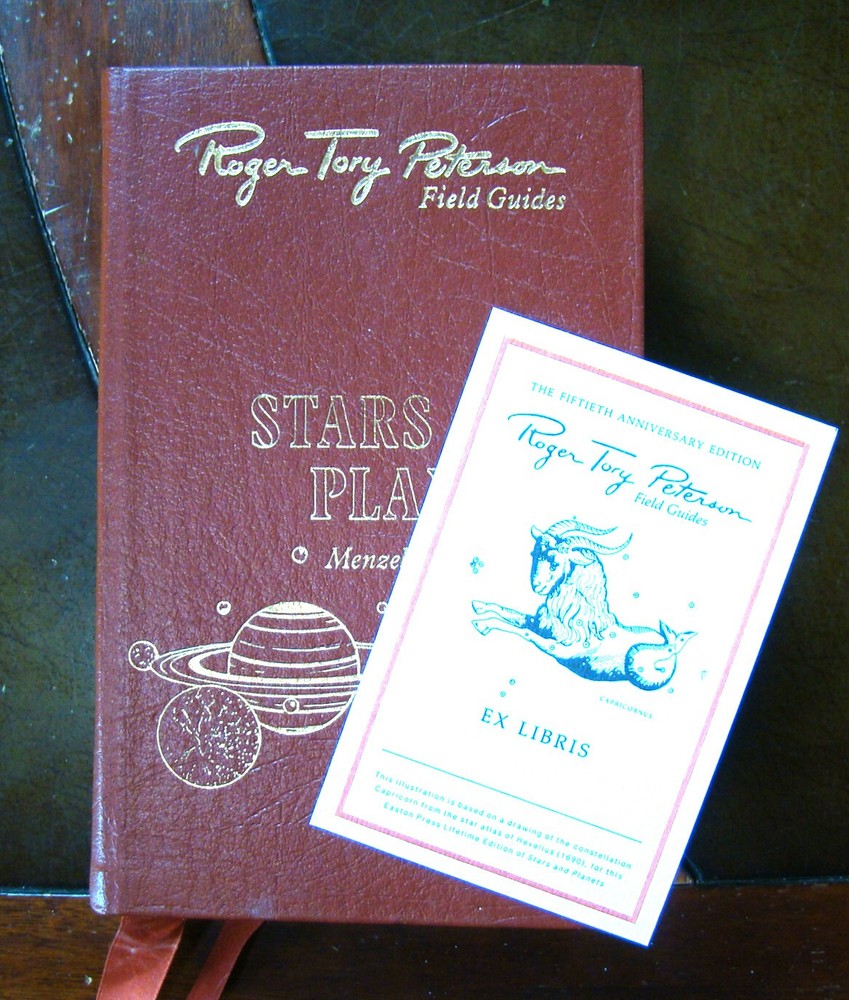 Roger Tory Peterson
Field Guides
STARS
PLA
Menzel
THE FIFTIETH ANNIVERSARY EDITION
Roger Tory Peterson
Field Guides
CAPRICORNUS
EX LIBRIS
This illustration is based on a drawing of the constellation
Capricorn from the star atlas of Hevelius (1690), for this
Easton Press Lifetime Edition of Stars and Planets